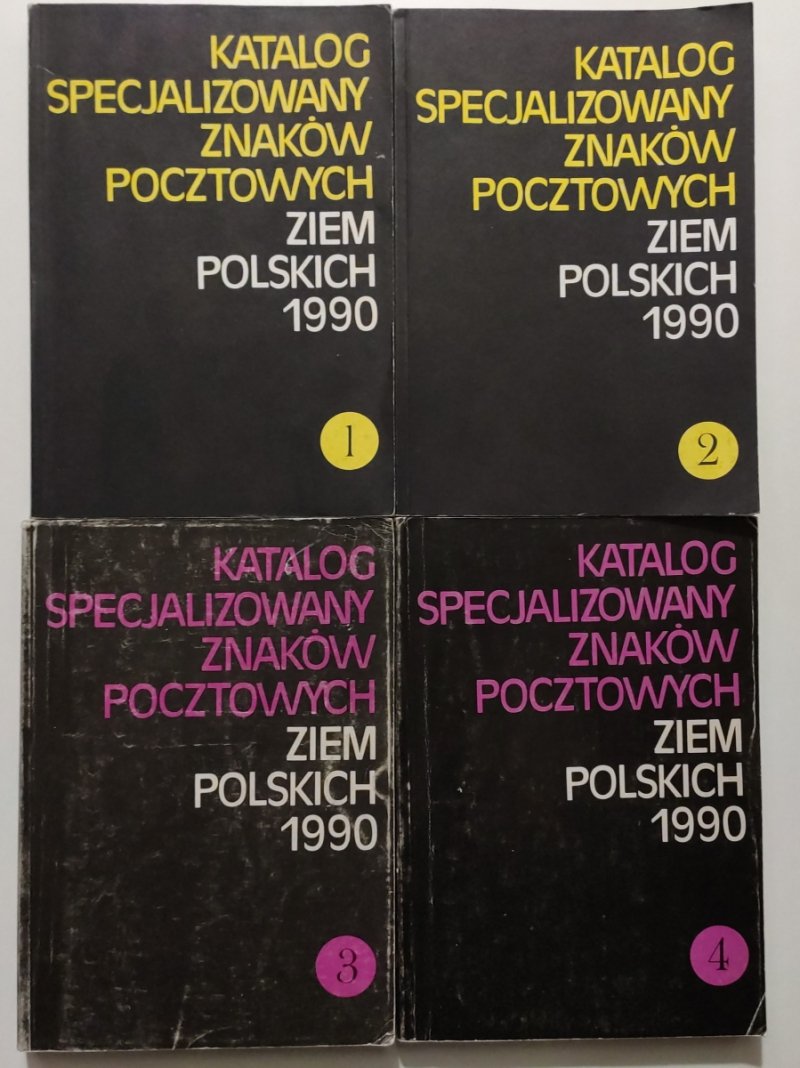 KATALOG
SPECJALIZOWANY
ZNAKÓW
POCZTOWYCH
ZIEM
POLSKICH
1990
1
KATALOG
SPECJALIZOWANY
ZNAKÓW
POCZTOWYCH
ZIEM
POLSKICH
1990
2
KATALOG
SPECJALIZOWANY
ZNAKÓW
POCZTOWYCH
ZIEM
POLSKICH
1990
3
KATALOG
SPECJALIZOWANY
ZNAKÓW
POCZTOWYCH
ZIEM
POLSKICH
1990
4